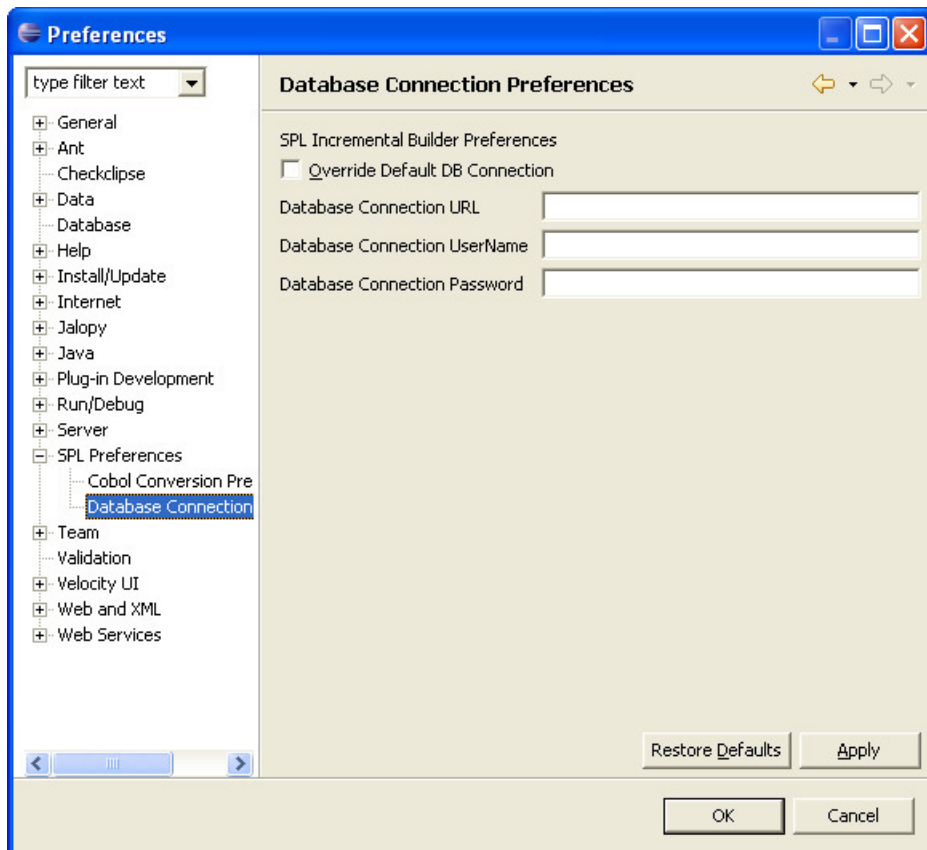 Preferences
type filter text
General
Ant
Checkclipse
Data
Database
Help
Install/Update
Internet
Jalopy
Java
Plug-in Development
Run/Debug
Server
SPL Preferences
Cobol Conversion Pre
Database Connection
Team
Validation
Velocity UI
Web and XML
Web Services
Database Connection Preferences
SPL Incremental Builder Preferences
Override Default DB Connection
Database Connection URL
Database Connection UserName
Database Connection Password
Restore Defaults Apply
OK Cancel